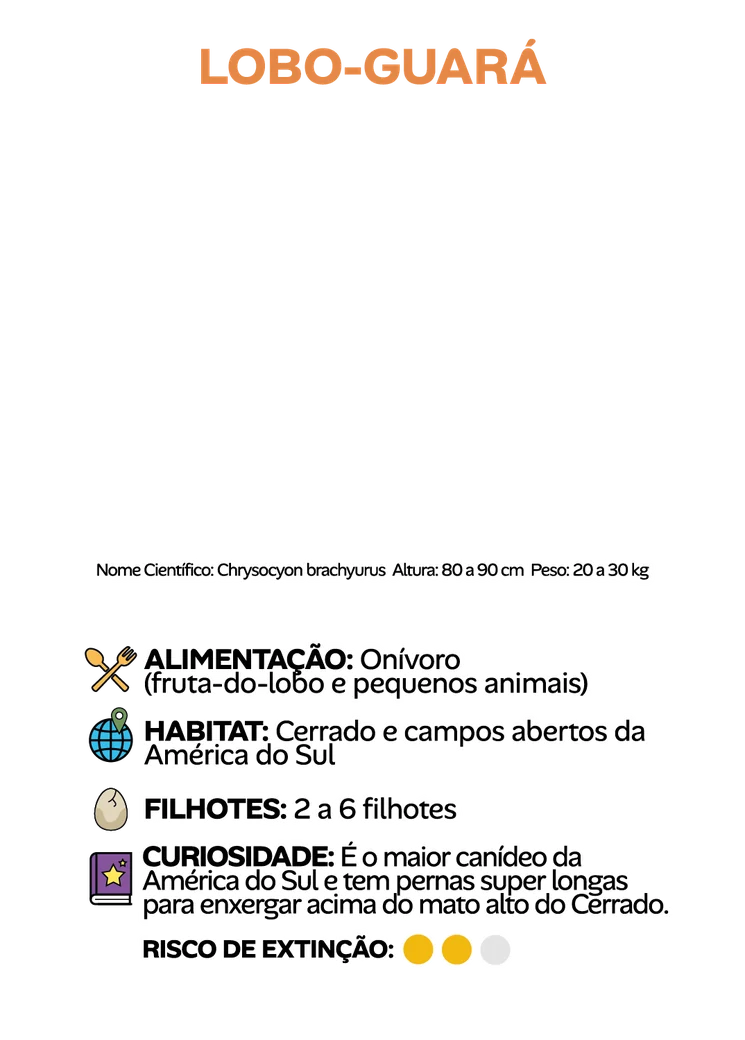 LOBO-GUARÁ
Nome Científico: Chrysocyon brachyurus Altura: 80 a 90 cm Peso: 20 a 30 kg
ALIMENTAÇÃO: Onívoro
(fruta-do-lobo e pequenos animais)
HABITAT: Cerrado e campos abertos da
América do Sul
FILHOTES: 2 a 6 filhotes
CURIOSIDADE: É o maior canídeo da
América do Sul e tem pernas super longas
para enxergar acima do mato alto do Cerrado.
RISCO DE EXTINÇÃO: